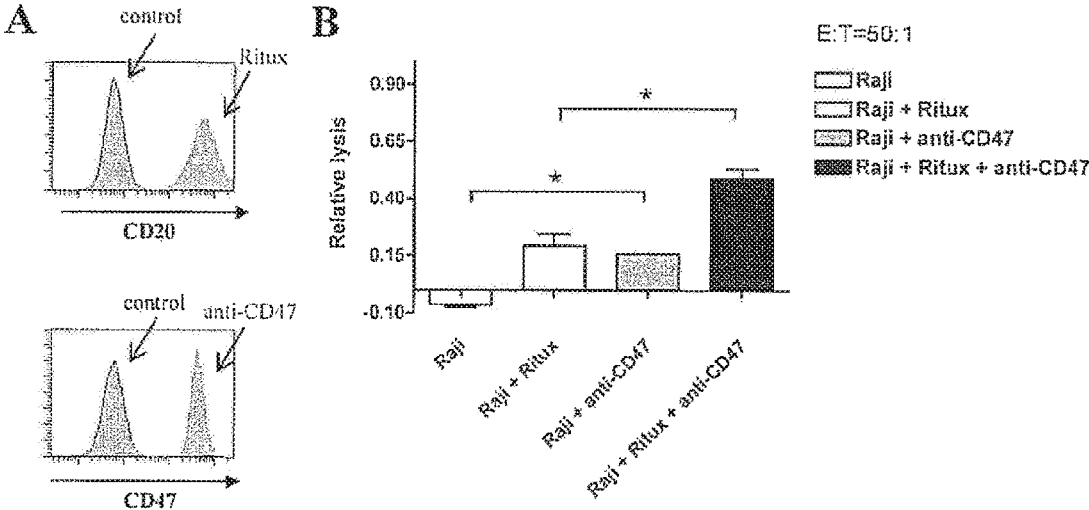 A
control
Ritux
CD20
control
anti-CD47
CD47
B
E:T=50:1
Raji
Raji + Ritux
Raji + anti-CD47
Raji + Ritux + anti-CD47
Relative lysis
0.90
0.65
0.40
0.15
-0.10
*
*
Raji
Raji + Ritux
Raji + anti-CD47
Raji + Ritux + anti-CD47